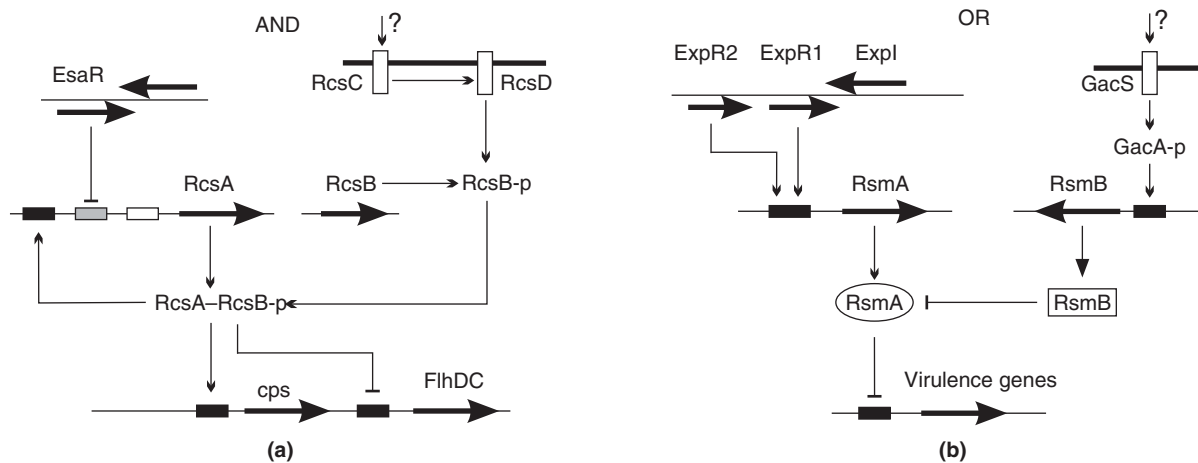 AND
?
EsaR
RcsC
RcsD
RcsA
RcsB
RcsB-p
RcsA–RcsB-p
cps
FlhDC
(a)
OR
?
ExpR2
ExpR1
ExpI
GacS
GacA-p
RsmA
RsmB
RsmA
RsmB
Virulence genes
(b)